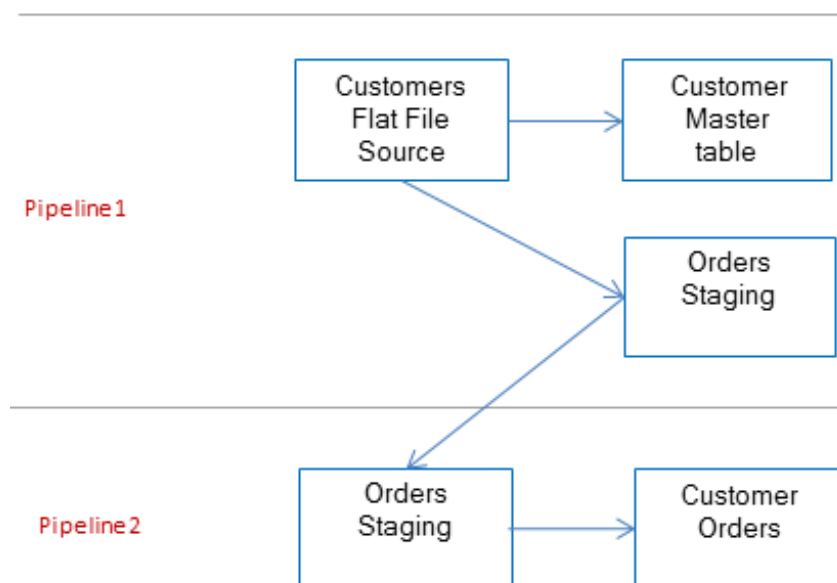 Customers
Flat File
Source
Customer
Master
table
Pipeline1
Orders
Staging
Orders
Staging
Customer
Orders
Pipeline2